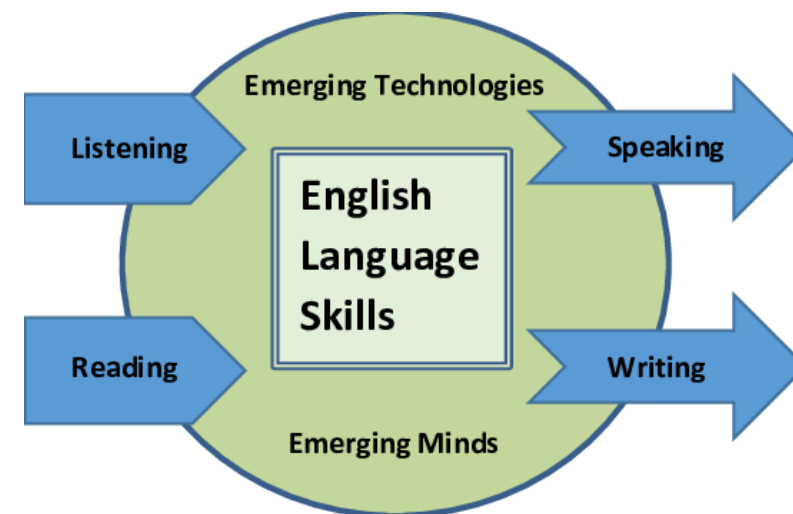 Emerging Technologies
Listening
Speaking
English
Language
Skills
Reading
Writing
Emerging Minds